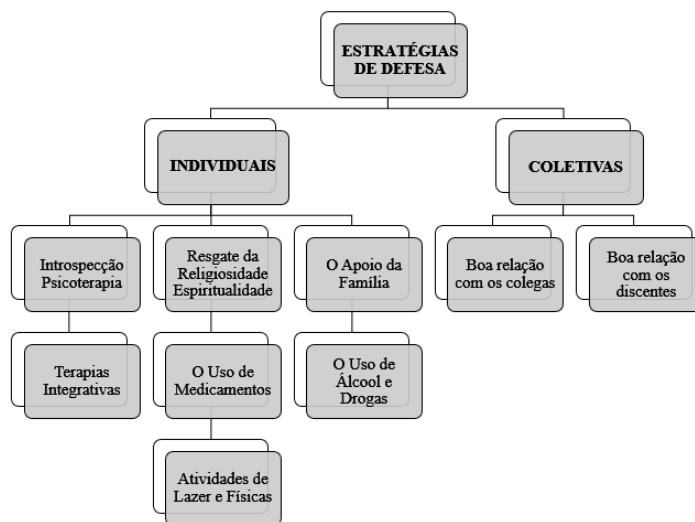 ESTRATÉGIAS
DE DEFESA
INDIVIDUAIS
COLETIVAS
Introspecção
Psicoterapia
Resgate da
Religiosidade
Espiritualidade
O Apoio da
Família
Boa relação
com os colegas
Boa relação
com os
discentes
Terapias
Integrativas
O Uso de
Medicamentos
O Uso de
Álcool e
Drogas
Atividades de
Lazer e Físicas